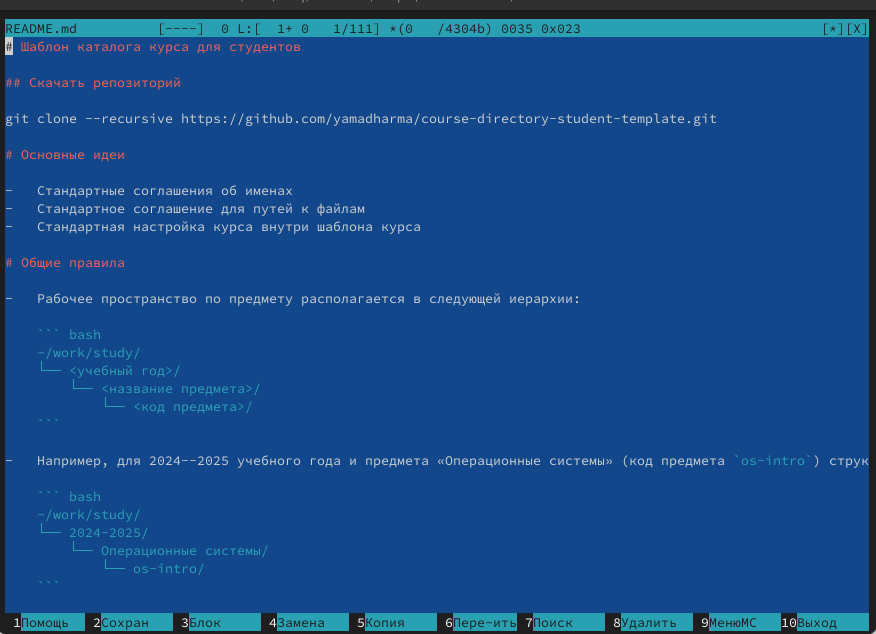 README.md [----] 0 L:[ 1+ 0 1/111] *(0 /4304b) 0035 0x023 [*][X]
# Шаблон каталога курса для студентов
## Скачать репозиторий
git clone --recursive https://github.com/yamadharma/course-directory-student-template.git
# Основные идеи
- Стандартные соглашения об именах
- Стандартное соглашение для путей к файлам
- Стандартная настройка курса внутри шаблона курса
# Общие правила
- Рабочее пространство по предмету располагается в следующей иерархии:
``` bash
~/work/study/
└── <учебный год>/
└── <название предмета>/
└── <код предмета>/
```
- Например, для 2024--2025 учебного года и предмета «Операционные системы» (код предмета `os-intro`) струк
``` bash
~/work/study/
└── 2024-2025/
└── Операционные системы/
└── os-intro/
```
1Помощь 2Сохран 3Блок 4Замена 5Копия 6Пере~ить 7Поиск 8Удалить 9МенюMC 10Выход